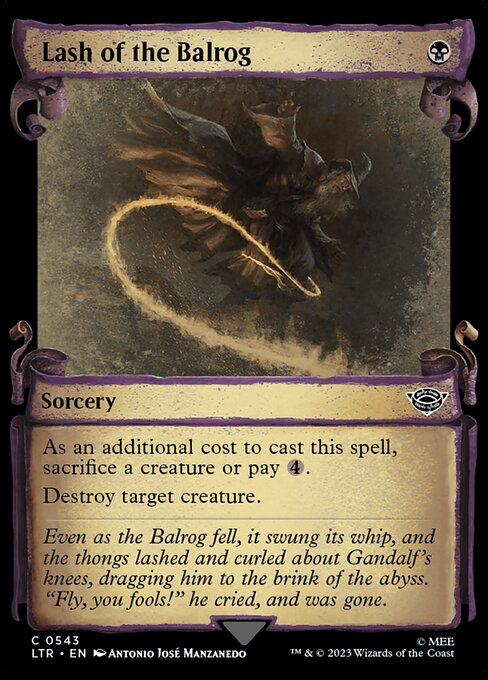 Lash of the Balrog
Sorcery
As an additional cost to cast this spell,
sacrifice a creature or pay 4.
Destroy target creature.
Even as the Balrog fell, it swung its whip, and
the thongs lashed and curled about Gandalf's
knees, dragging him to the brink of the abyss.
"Fly, you fools!" he cried, and was gone.
C 0543
LTR • EN Antonio José Manzanedo
© MEE
™ & © 2023 Wizards of the Coast